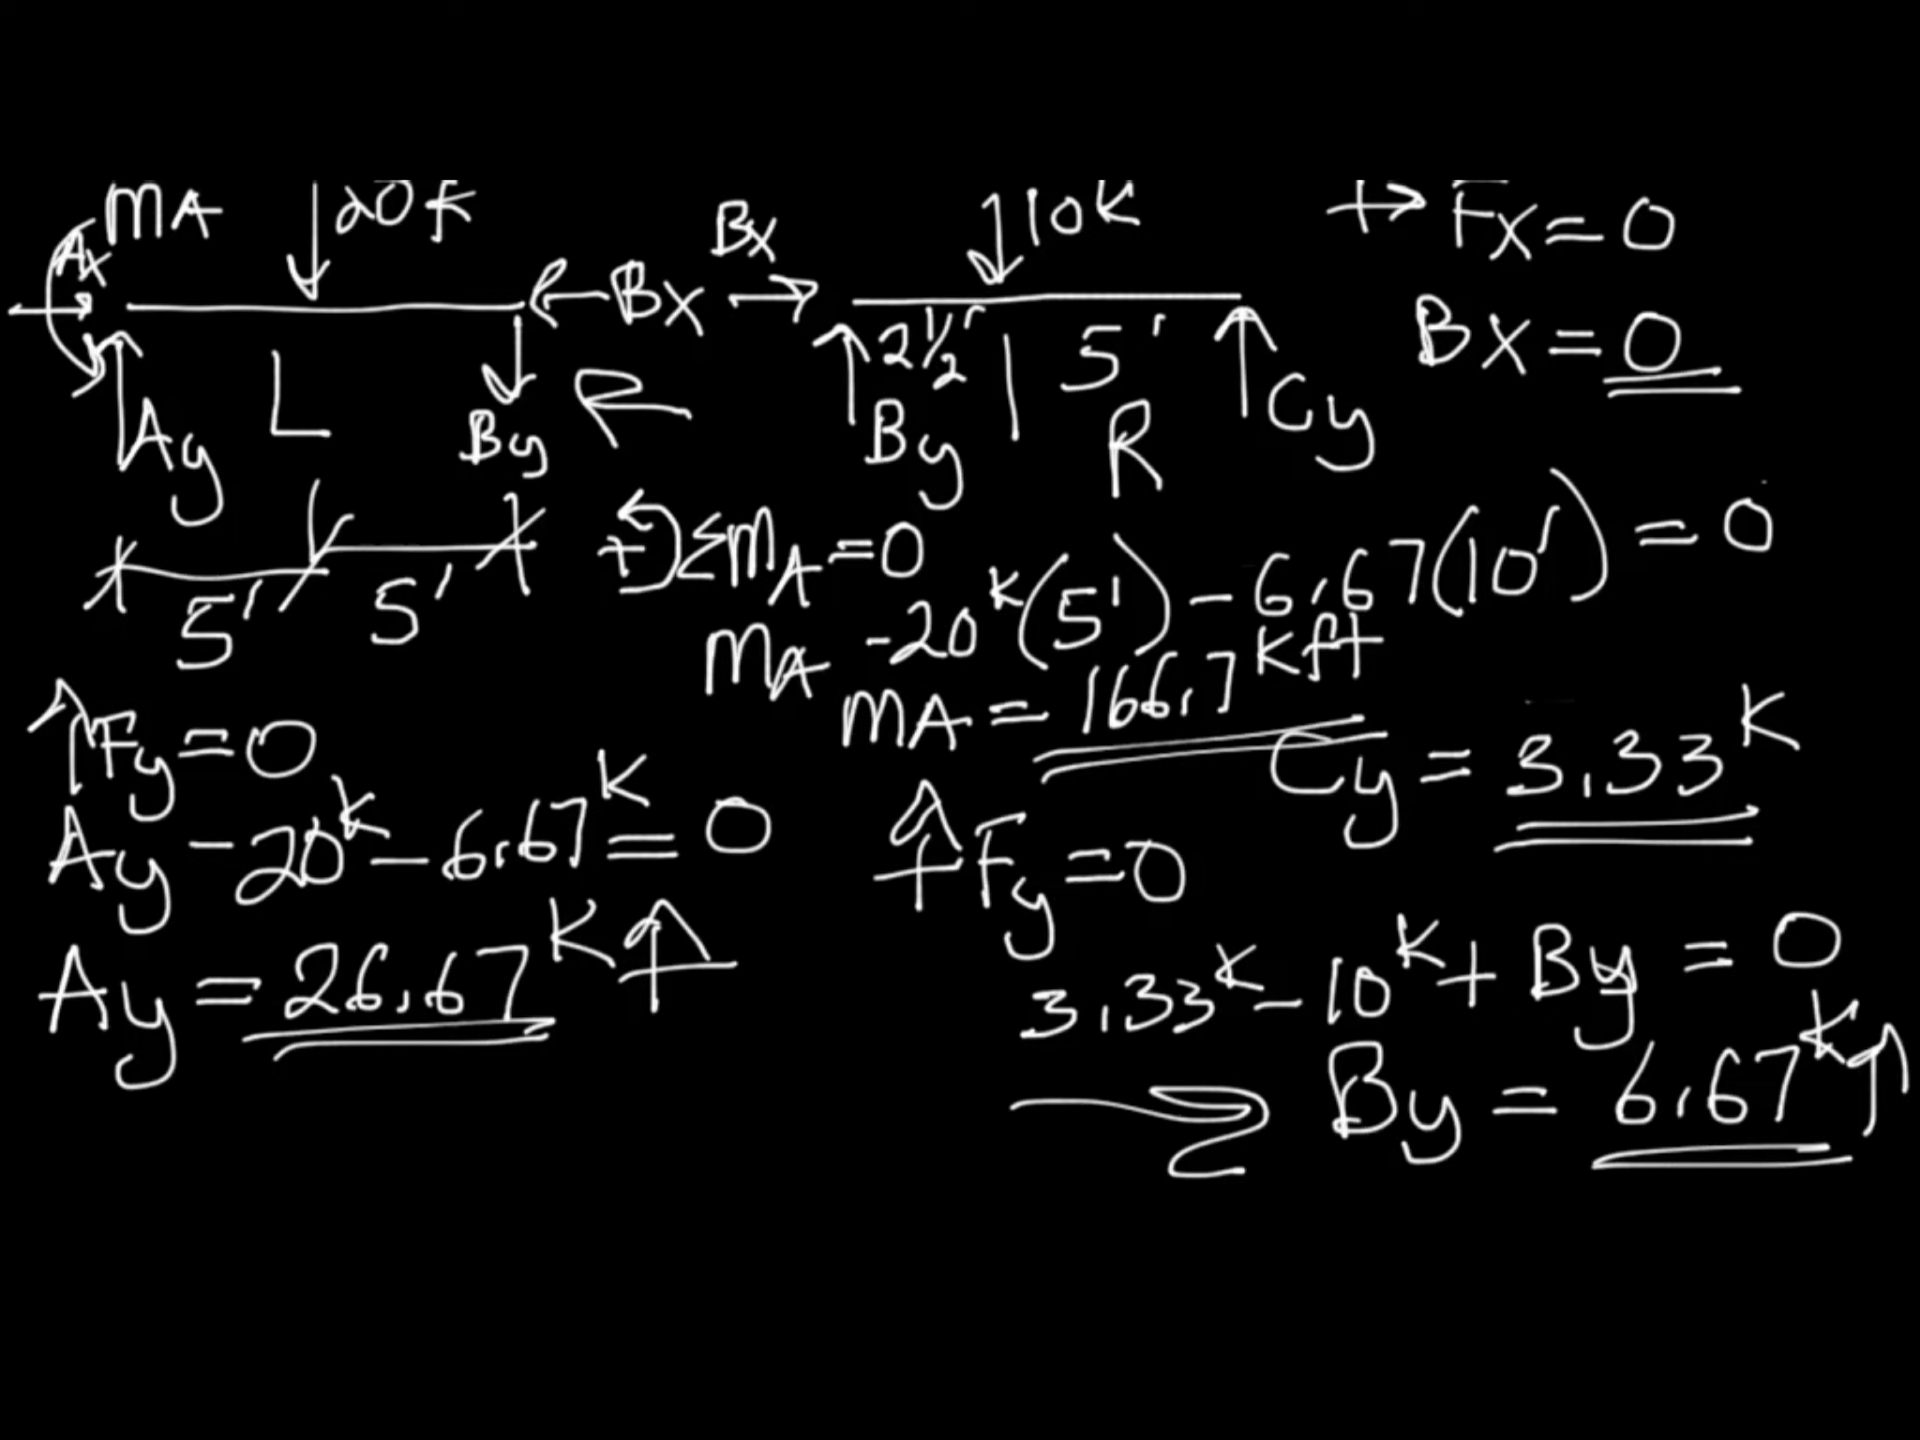 MA ↓20K Bx ↓10K +→ Fx = 0
Ax ←Bx → 2½' | 5' Bx = 0
Ay L By By R Cy
5' 5' +) ΣMA = 0
MA -20ᴷ(5') - 6.67(10') = 0
MA = 166.7 Kft
↑Fy = 0
Cy = 3.33ᴷ
Ay - 20ᴷ - 6.67ᴷ = 0
+↑Fy = 0
Ay = 26.67ᴷ ↑
3.33ᴷ - 10ᴷ + By = 0
By = 6.67ᴷ ↑